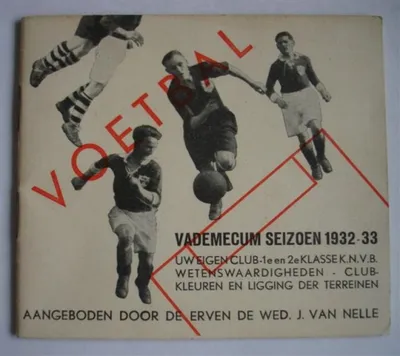 VOETBAL
VADEMECUM SEIZOEN 1932-33
UW EIGEN CLUB-1e en 2e KLASSE K.N.V.B.
WETENSWAARDIGHEDEN - CLUB-
KLEUREN EN LIGGING DER TERREINEN
AANGEBODEN DOOR DE ERVEN DE WED. J. VAN NELLE